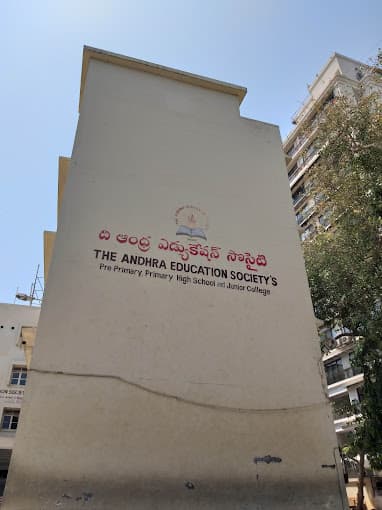 ది ఆంధ్ర ఎడ్యుకేషన్ సొసైటి
THE ANDHRA EDUCATION SOCIETY'S
Pre Primary, Primary, High School and Junior College